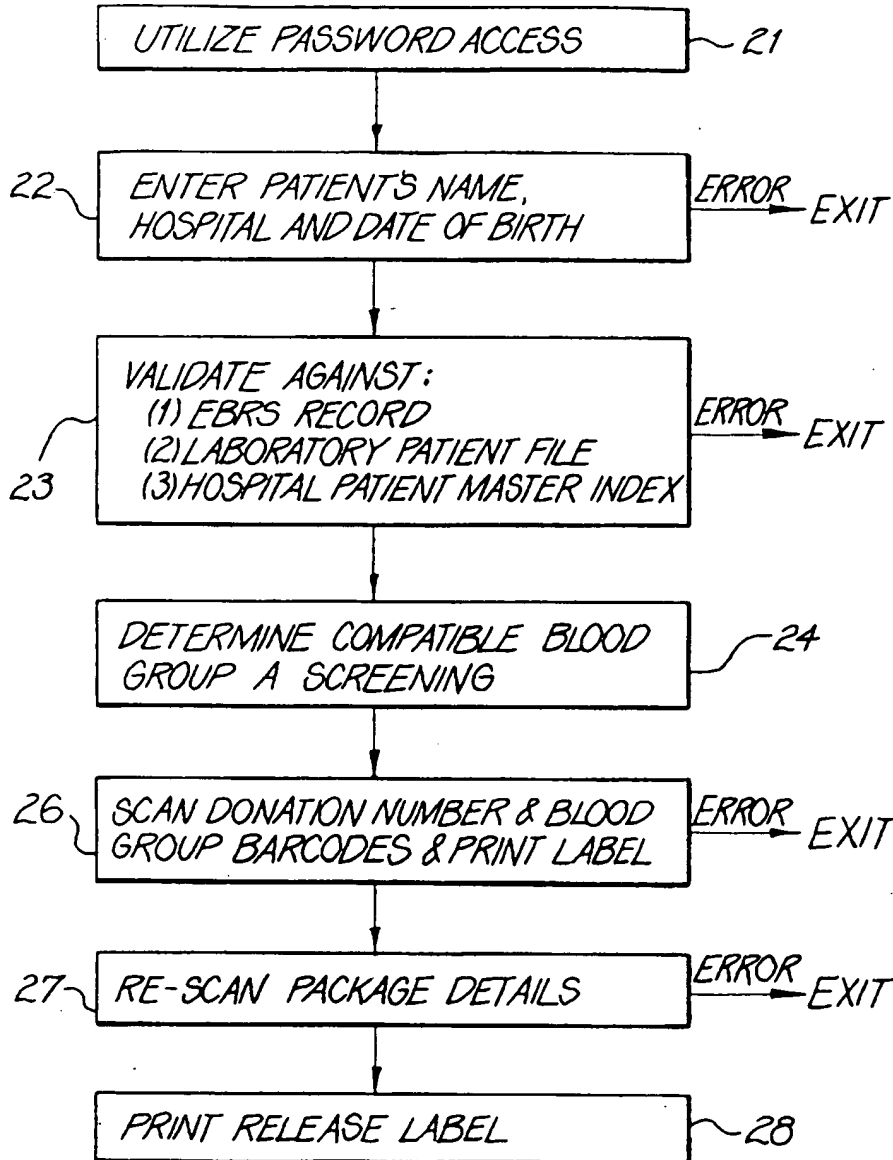 UTILIZE PASSWORD ACCESS
21
22
ENTER PATIENT'S NAME,
HOSPITAL AND DATE OF BIRTH
ERROR
EXIT
VALIDATE AGAINST:
(1) EBRS RECORD
(2) LABORATORY PATIENT FILE
(3) HOSPITAL PATIENT MASTER INDEX
23
ERROR
EXIT
DETERMINE COMPATIBLE BLOOD
GROUP A SCREENING
24
26
SCAN DONATION NUMBER & BLOOD
GROUP BARCODES & PRINT LABEL
ERROR
EXIT
27
RE-SCAN PACKAGE DETAILS
ERROR
EXIT
PRINT RELEASE LABEL
28